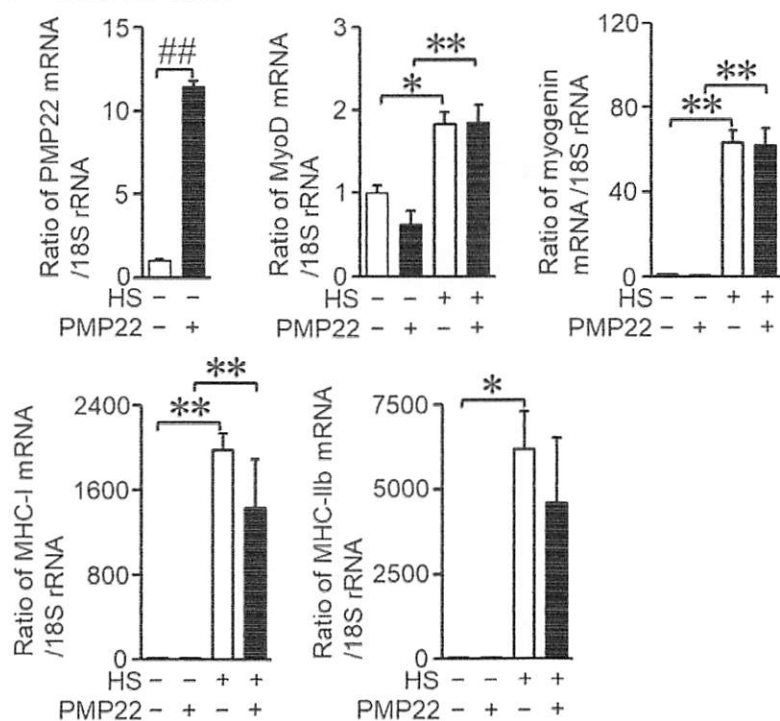 Ratio of PMP22 mRNA
/18S rRNA
15
10
5
0
##
HS - -
PMP22 - +
Ratio of MyoD mRNA
/18S rRNA
3
2
1
0
*
**
HS - - + +
PMP22 - + - +
Ratio of myogenin
mRNA /18S rRNA
120
80
40
0
**
**
HS - - + +
PMP22 - + - +
Ratio of MHC-I mRNA
/18S rRNA
2400
1600
800
0
**
**
HS - - + +
PMP22 - + - +
Ratio of MHC-IIb mRNA
/18S rRNA
7500
5000
2500
0
*
HS - - + +
PMP22 - + - +